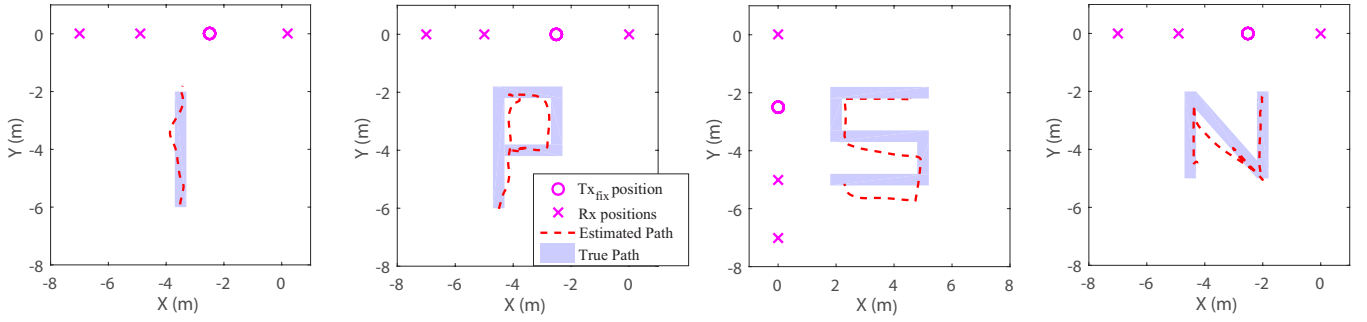 0
-2
-4
-6
-8
-8 -6 -4 -2 0
X (m)
Y (m)
0
-2
-4
-6
-8
-8 -6 -4 -2 0
X (m)
Y (m)
Tx_fix position
Rx positions
Estimated Path
True Path
0
-2
-4
-6
-8
0 2 4 6 8
X (m)
Y (m)
0
-2
-4
-6
-8
-8 -6 -4 -2 0
X (m)
Y (m)